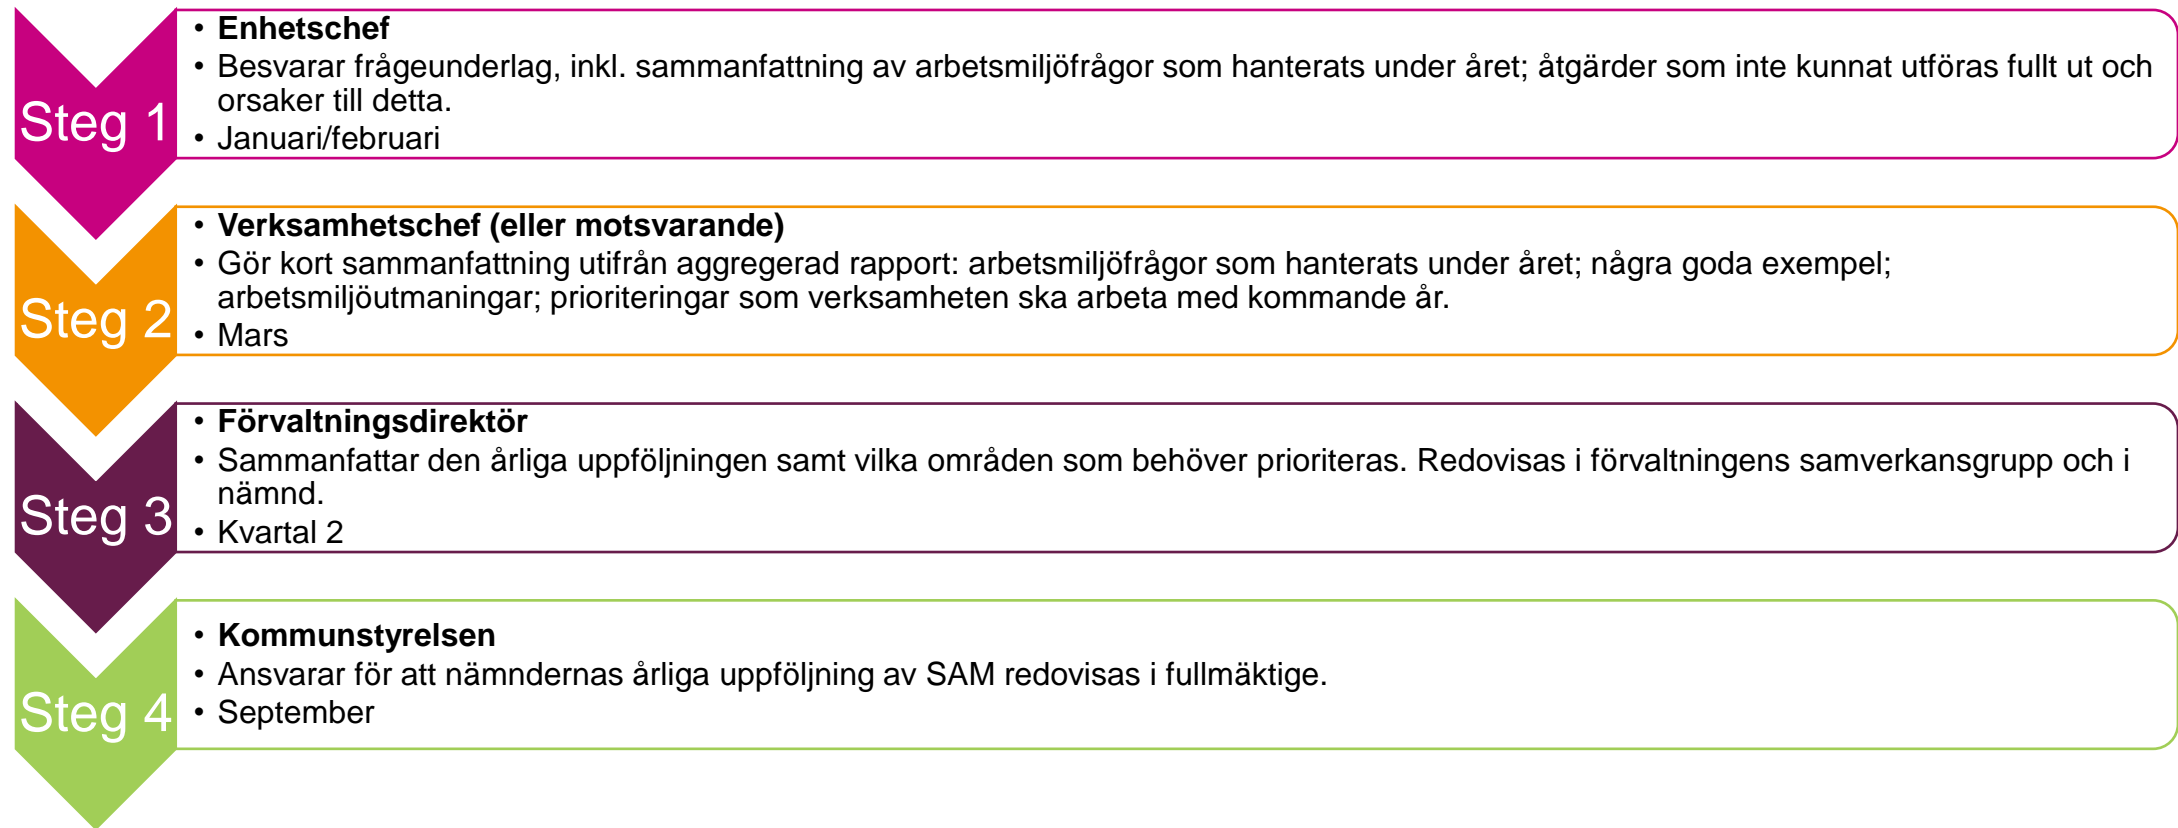 Steg 1
• Enhetschef
• Besvarar frågeunderlag, inkl. sammanfattning av arbetsmiljöfrågor som hanterats under året; åtgärder som inte kunnat utföras fullt ut och
orsaker till detta.
• Januari/februari
Steg 2
• Verksamhetschef (eller motsvarande)
• Gör kort sammanfattning utifrån aggregerad rapport: arbetsmiljöfrågor som hanterats under året; några goda exempel;
arbetsmiljöutmaningar; prioriteringar som verksamheten ska arbeta med kommande år.
• Mars
Steg 3
• Förvaltningsdirektör
• Sammanfattar den årliga uppföljningen samt vilka områden som behöver prioriteras. Redovisas i förvaltningens samverkansgrupp och i
nämnd.
• Kvartal 2
Steg 4
• Kommunstyrelsen
• Ansvarar för att nämndernas årliga uppföljning av SAM redovisas i fullmäktige.
• September